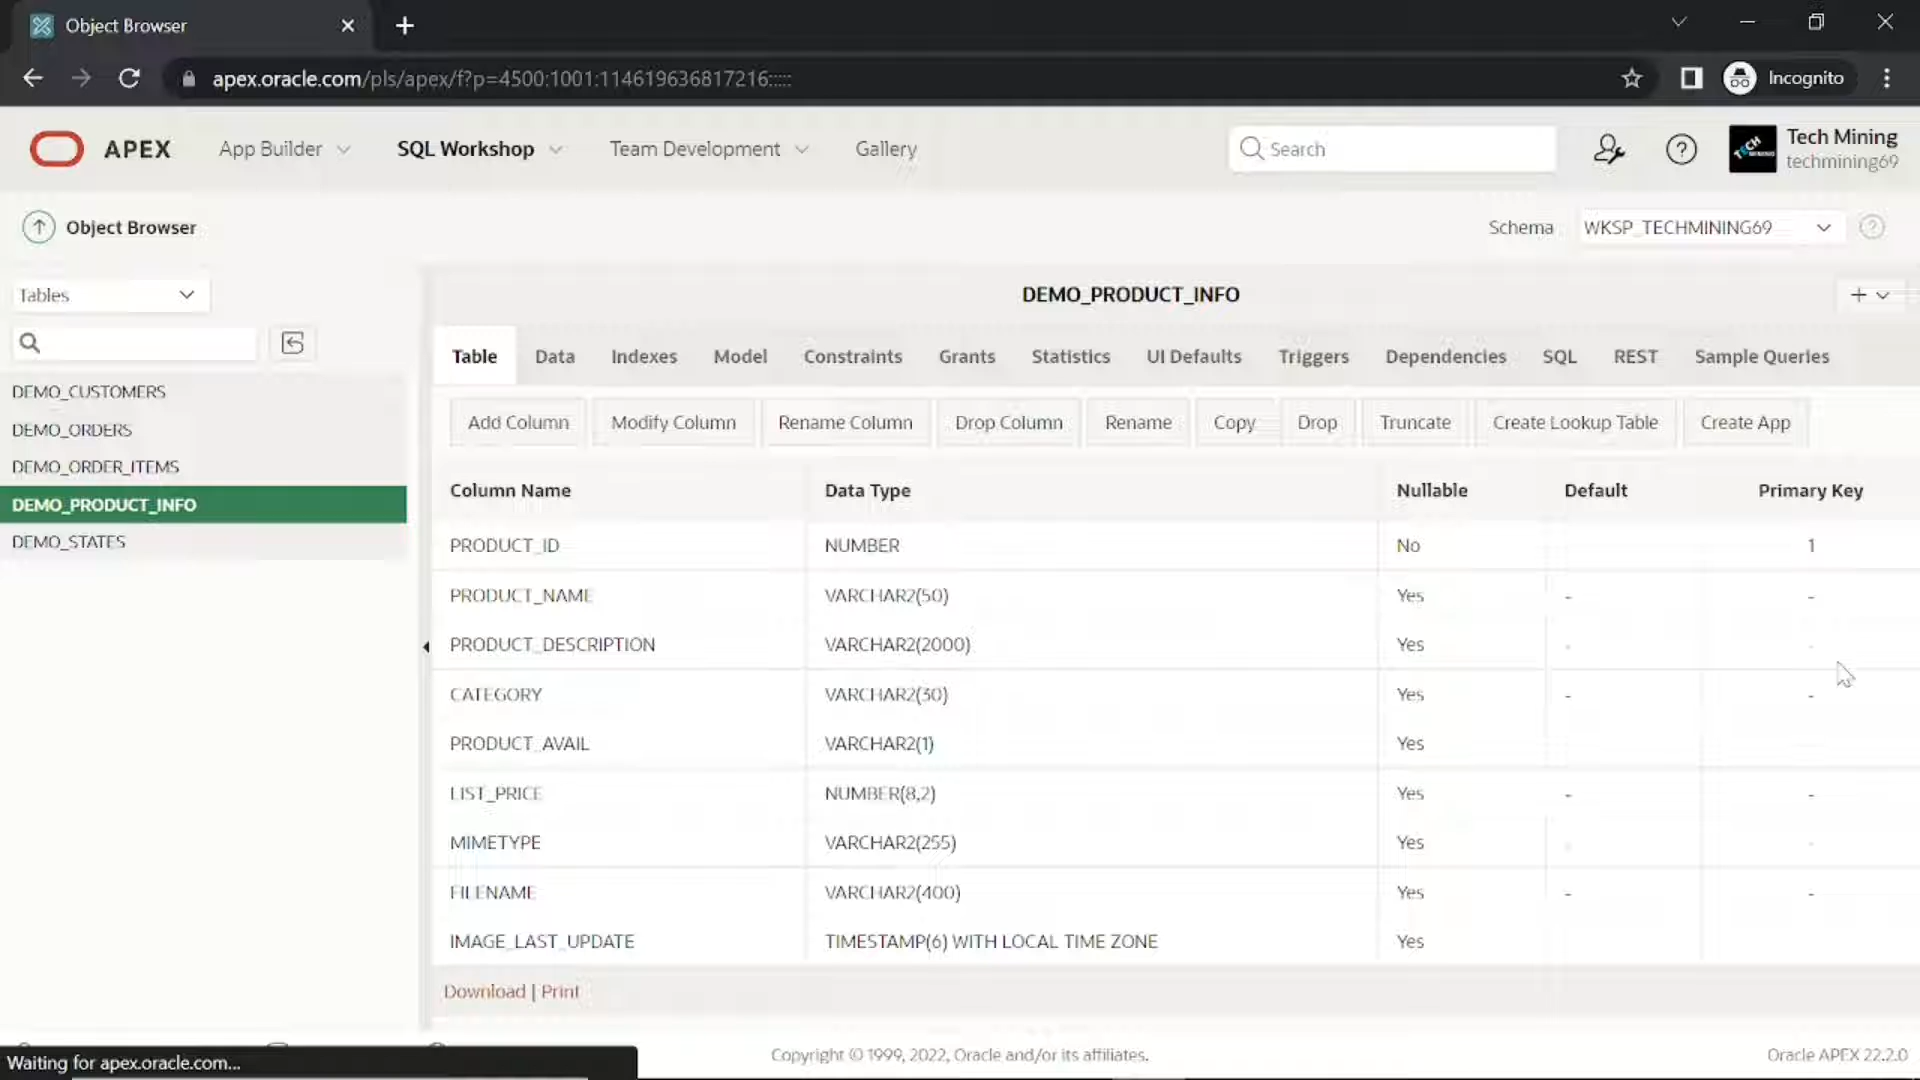 Object Browser
apex.oracle.com/pls/apex/f?p=4500:1001:114619636817216:::::
Incognito
APEX
App Builder
SQL Workshop
Team Development
Gallery
Search
Tech Mining
techmining69
Object Browser
Schema
WKSP_TECHMINING69
Tables
DEMO_PRODUCT_INFO
DEMO_CUSTOMERS
DEMO_ORDERS
DEMO_ORDER_ITEMS
DEMO_PRODUCT_INFO
DEMO_STATES
Table Data Indexes Model Constraints Grants Statistics UI Defaults Triggers Dependencies SQL REST Sample Queries
Add Column Modify Column Rename Column Drop Column Rename Copy Drop Truncate Create Lookup Table Create App
Column Name Data Type Nullable Default Primary Key
PRODUCT_ID NUMBER No 1
PRODUCT_NAME VARCHAR2(50) Yes - -
PRODUCT_DESCRIPTION VARCHAR2(2000) Yes - -
CATEGORY VARCHAR2(30) Yes - -
PRODUCT_AVAIL VARCHAR2(1) Yes
LIST_PRICE NUMBER(8,2) Yes - -
MIMETYPE VARCHAR2(255) Yes - -
FILENAME VARCHAR2(400) Yes - -
IMAGE_LAST_UPDATE TIMESTAMP(6) WITH LOCAL TIME ZONE Yes
Download | Print
Waiting for apex.oracle.com...
Copyright © 1999, 2022, Oracle and/or its affiliates.
Oracle APEX 22.2.0